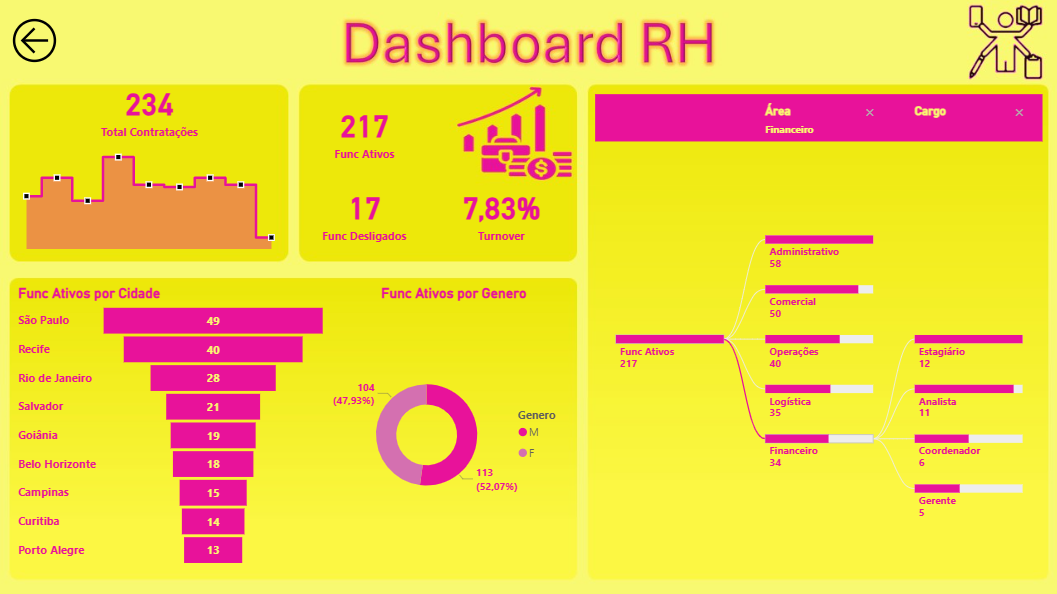 Dashboard RH
234
Total Contratações
217
Func Ativos
17
Func Desligados
7,83%
Turnover
Func Ativos por Cidade
São Paulo 49
Recife 40
Rio de Janeiro 28
Salvador 21
Goiânia 19
Belo Horizonte 18
Campinas 15
Curitiba 14
Porto Alegre 13
Func Ativos por Genero
104
(47,93%)
113
(52,07%)
Genero
M
F
Área
Financeiro
Cargo
Func Ativos
217
Administrativo
58
Comercial
50
Operações
40
Logística
35
Financeiro
34
Estagiário
12
Analista
11
Coordenador
6
Gerente
5